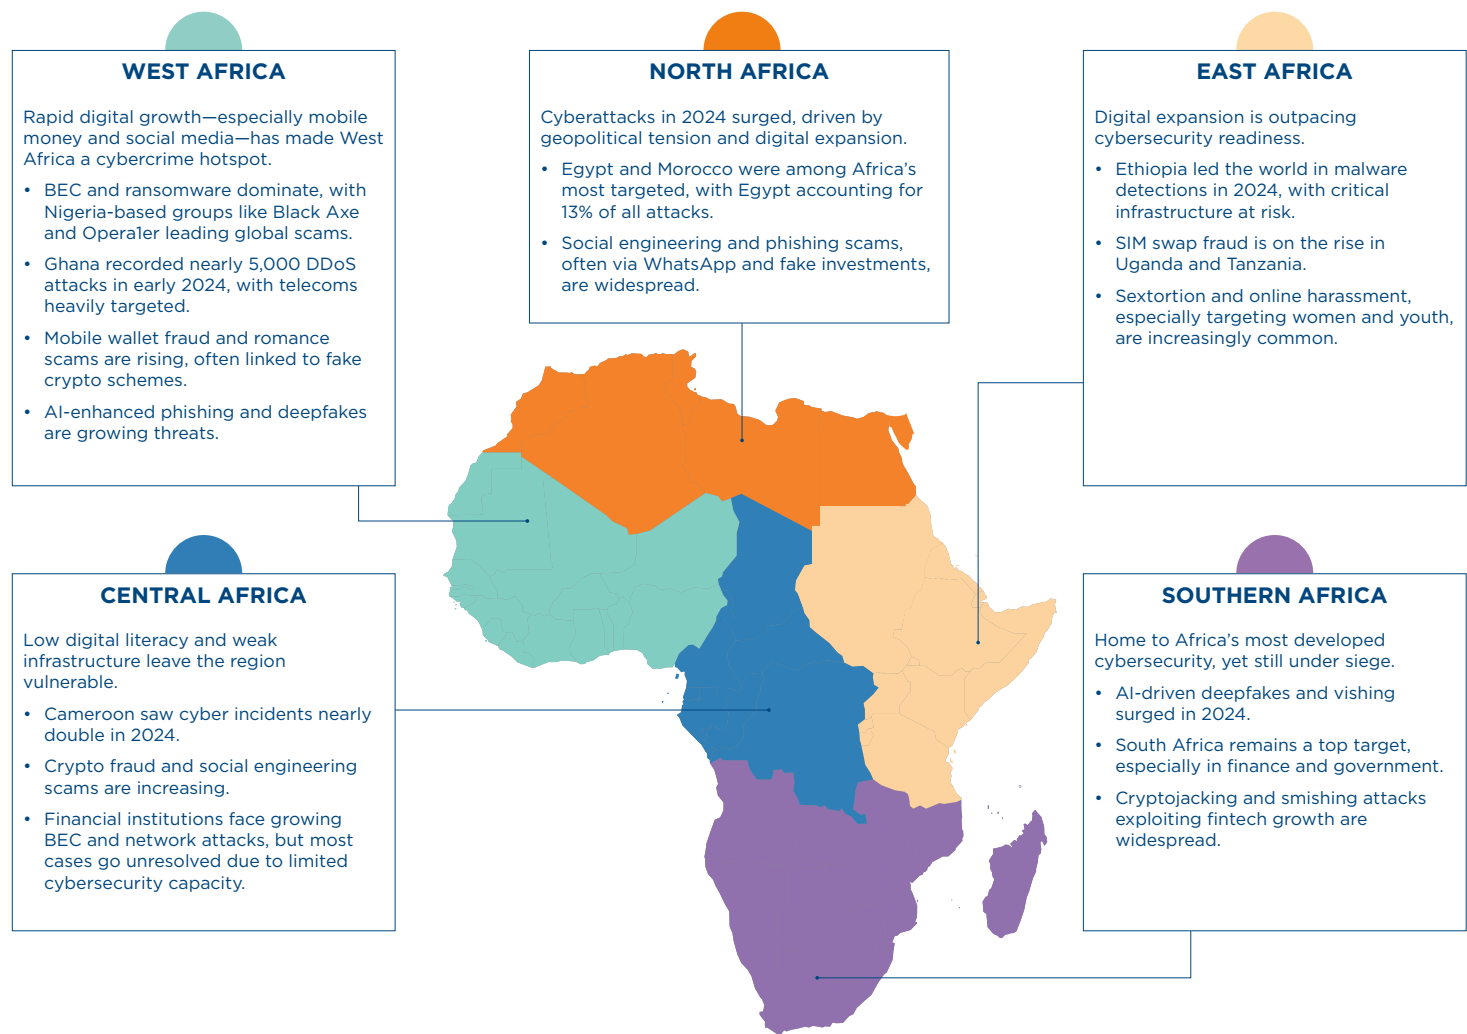 WEST AFRICA
Rapid digital growth—especially mobile
money and social media—has made West
Africa a cybercrime hotspot.
• BEC and ransomware dominate, with
Nigeria-based groups like Black Axe
and Opera1er leading global scams.
• Ghana recorded nearly 5,000 DDoS
attacks in early 2024, with telecoms
heavily targeted.
• Mobile wallet fraud and romance
scams are rising, often linked to fake
crypto schemes.
• AI-enhanced phishing and deepfakes
are growing threats.
NORTH AFRICA
Cyberattacks in 2024 surged, driven by
geopolitical tension and digital expansion.
• Egypt and Morocco were among Africa’s
most targeted, with Egypt accounting for
13% of all attacks.
• Social engineering and phishing scams,
often via WhatsApp and fake investments,
are widespread.
EAST AFRICA
Digital expansion is outpacing
cybersecurity readiness.
• Ethiopia led the world in malware
detections in 2024, with critical
infrastructure at risk.
• SIM swap fraud is on the rise in
Uganda and Tanzania.
• Sextortion and online harassment,
especially targeting women and youth,
are increasingly common.
CENTRAL AFRICA
Low digital literacy and weak
infrastructure leave the region
vulnerable.
• Cameroon saw cyber incidents nearly
double in 2024.
• Crypto fraud and social engineering
scams are increasing.
• Financial institutions face growing
BEC and network attacks, but most
cases go unresolved due to limited
cybersecurity capacity.
SOUTHERN AFRICA
Home to Africa’s most developed
cybersecurity, yet still under siege.
• AI-driven deepfakes and vishing
surged in 2024.
• South Africa remains a top target,
especially in finance and government.
• Cryptojacking and smishing attacks
exploiting fintech growth are
widespread.